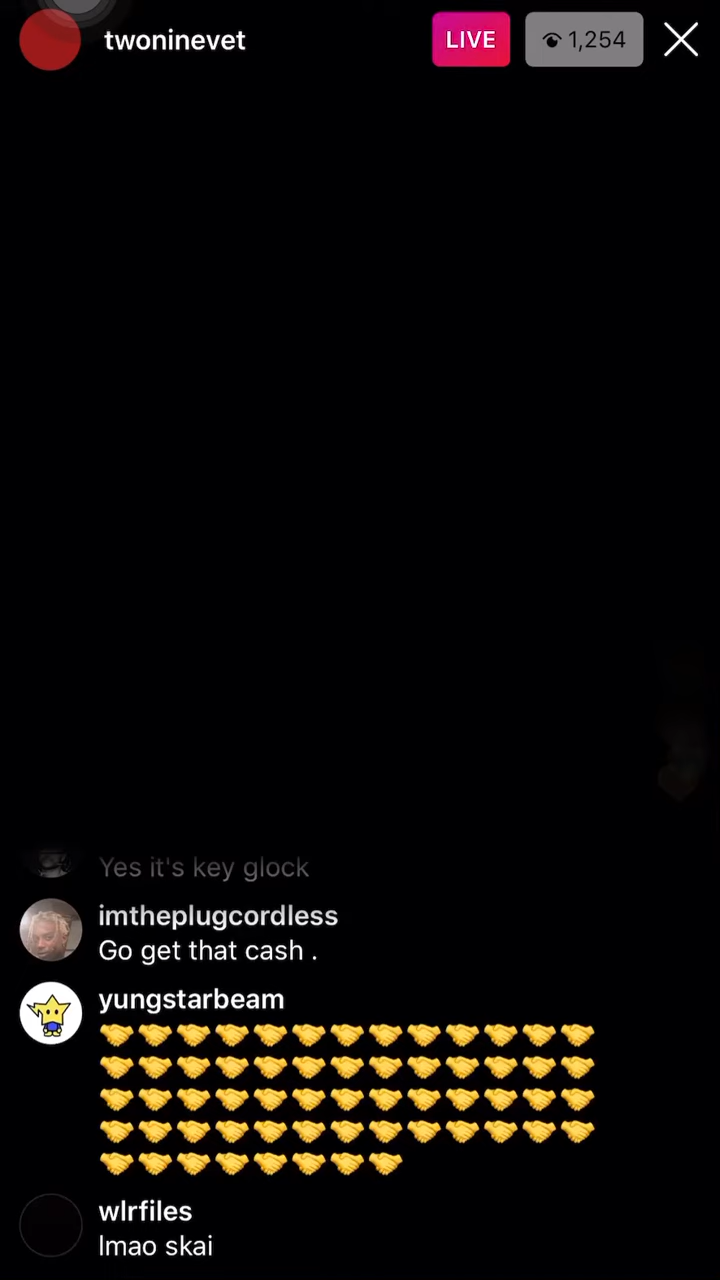 twoninevet
LIVE
1,254
Yes it's key glock
imtheplugcordless
Go get that cash .
yungstarbeam
🤝🤝🤝🤝🤝🤝🤝🤝🤝🤝🤝🤝🤝
🤝🤝🤝🤝🤝🤝🤝🤝🤝🤝🤝🤝🤝
🤝🤝🤝🤝🤝🤝🤝🤝🤝🤝🤝🤝🤝
🤝🤝🤝🤝🤝🤝🤝🤝🤝🤝🤝🤝🤝
🤝🤝🤝🤝🤝🤝🤝🤝
wlrfiles
lmao skai